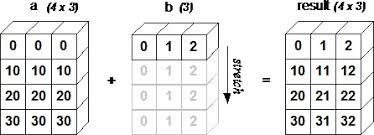 a (4 x 3) b (3) result (4 x 3)
0 0 0 0 1 2 0 1 2
10 10 10 0 1 2 10 11 12
stretch
+ =
20 20 20 0 1 2 20 21 22
30 30 30 0 1 2 30 31 32